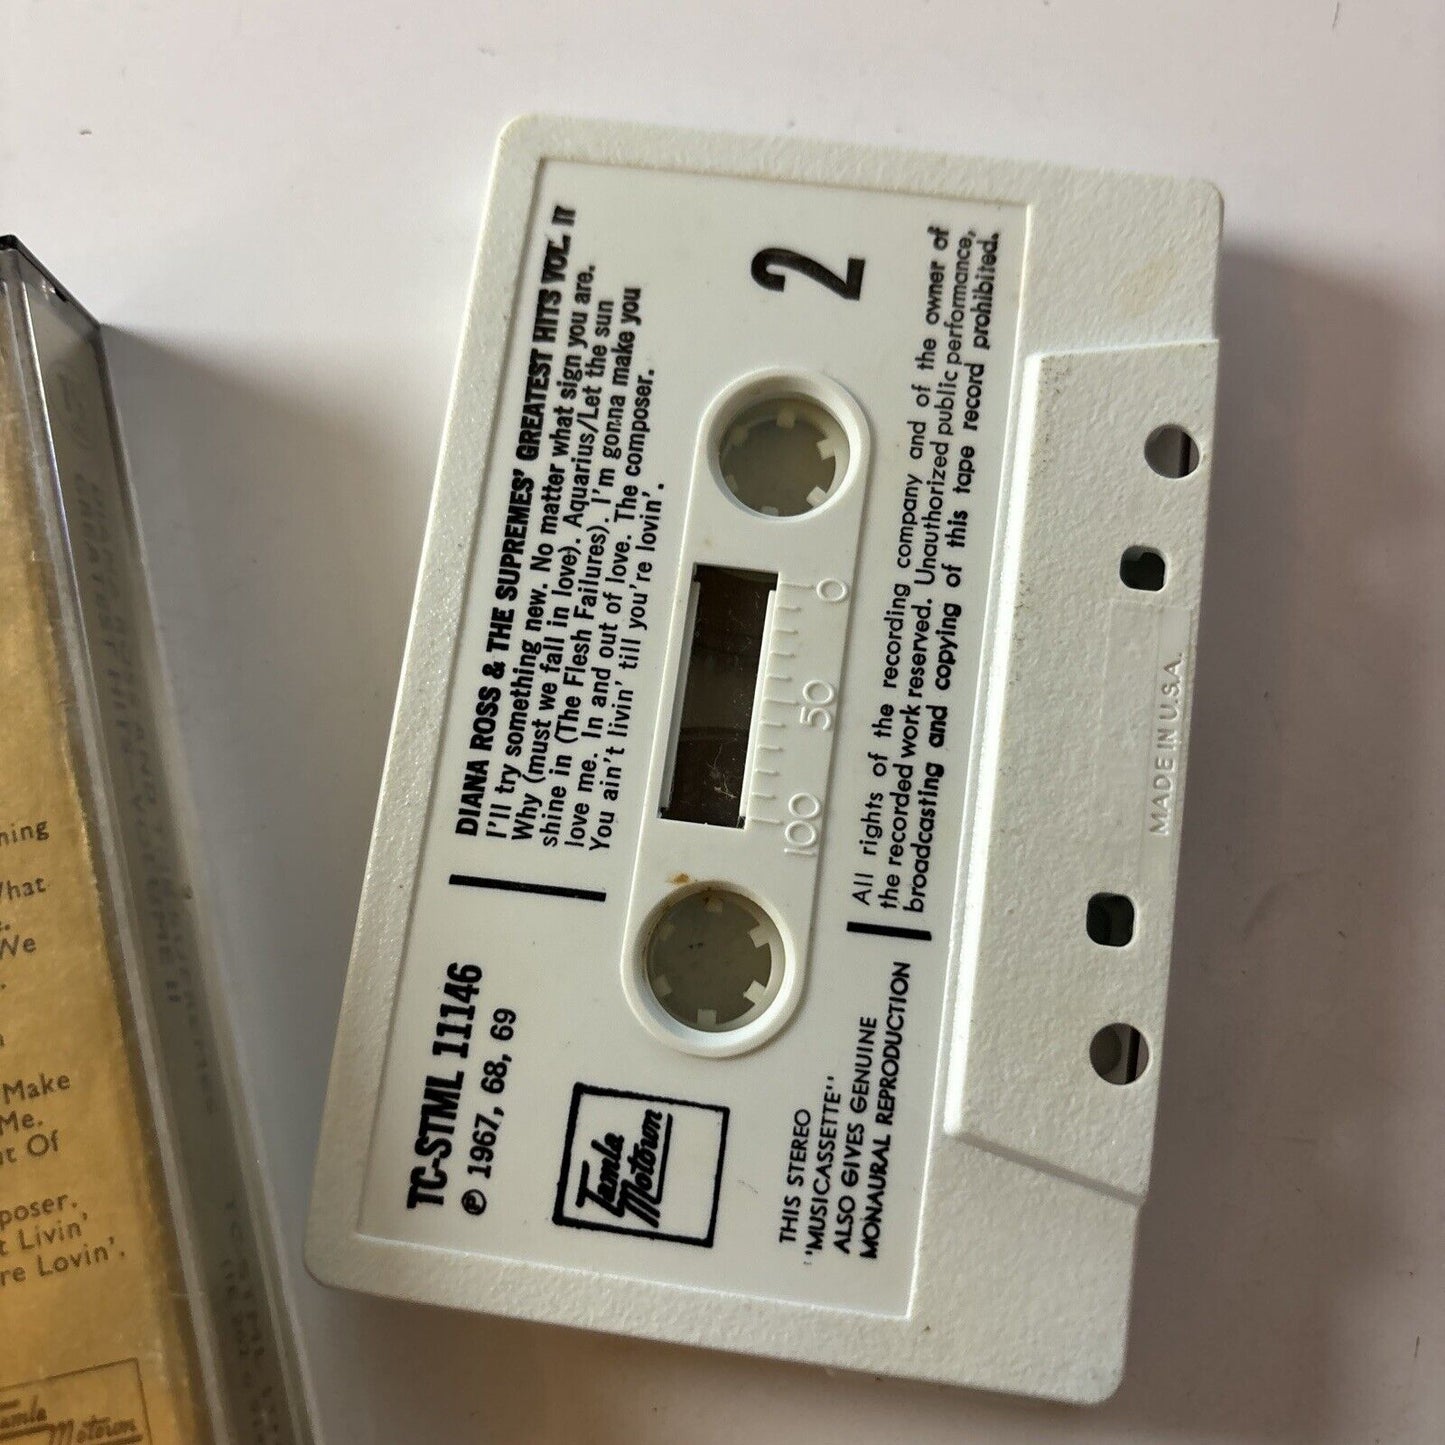 DIANA ROSS & THE SUPREMES' GREATEST HITS VOL. II
I'll try something new. No matter what sign you are.
Why (must we fall in love). Aquarius/Let the sun
shine in (The Flesh Failures). I'm gonna make you
love me. In and out of love. The composer.
You ain't livin' till you're lovin'.
2
TC-STML 11146
℗ 1967, 68, 69
Tamla
Motown
100 50 0
THIS STEREO
"MUSICASSETTE"
ALSO GIVES GENUINE
MONAURAL REPRODUCTION
All rights of the recording company and of the owner of
the recorded work reserved. Unauthorized public performance,
broadcasting and copying of this tape record prohibited.
MADE IN U.S.A.
We
Make
Me.
Of
Livin'
Lovin'.
Tamla
Motown